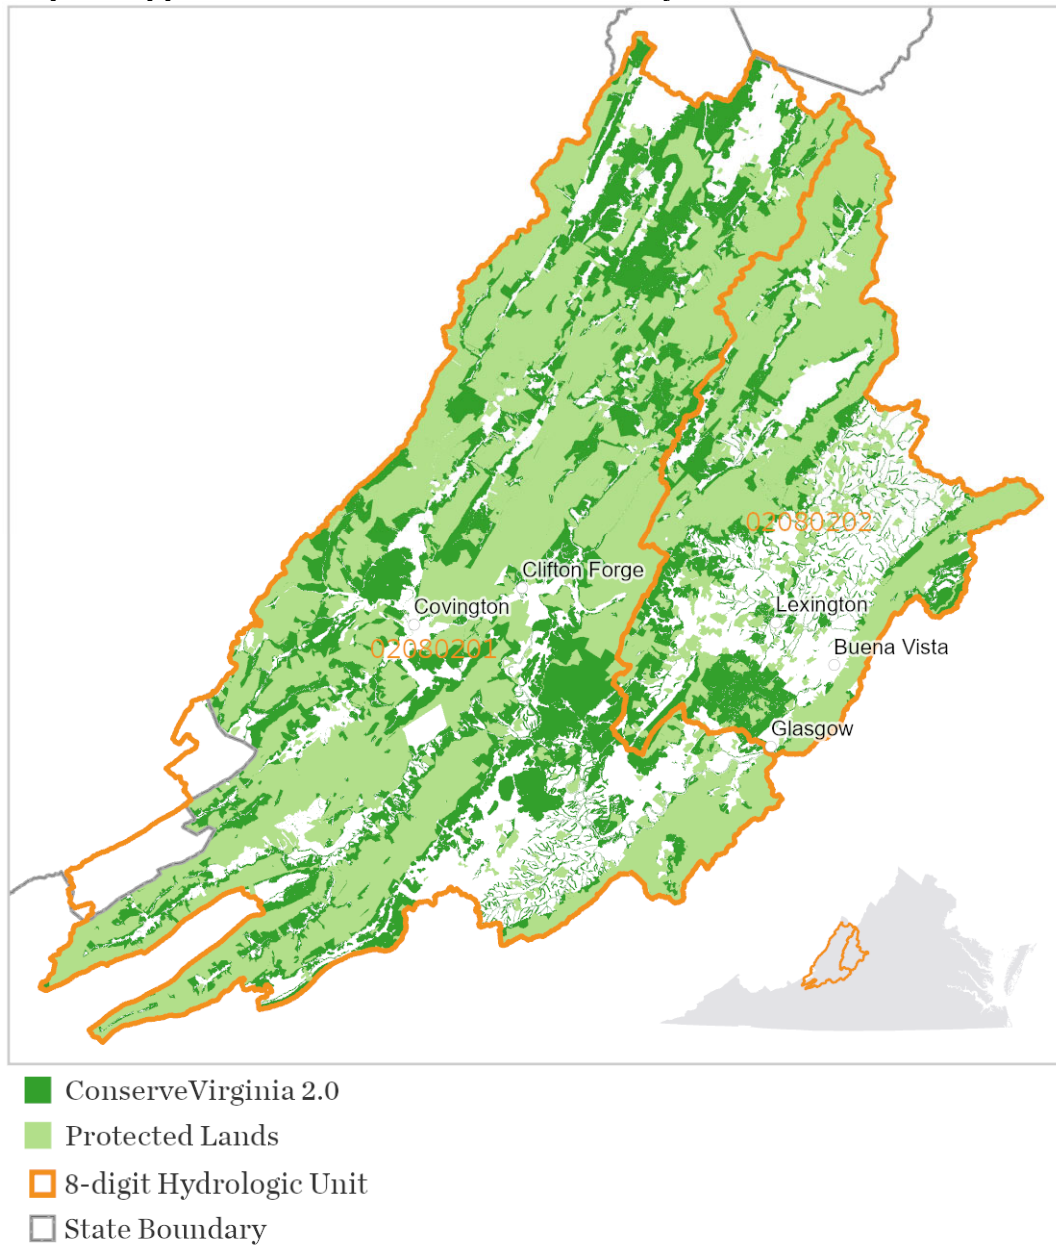 02080202
Clifton Forge
Covington
Lexington
02080201
Buena Vista
Glasgow
ConserveVirginia 2.0
Protected Lands
8-digit Hydrologic Unit
State Boundary